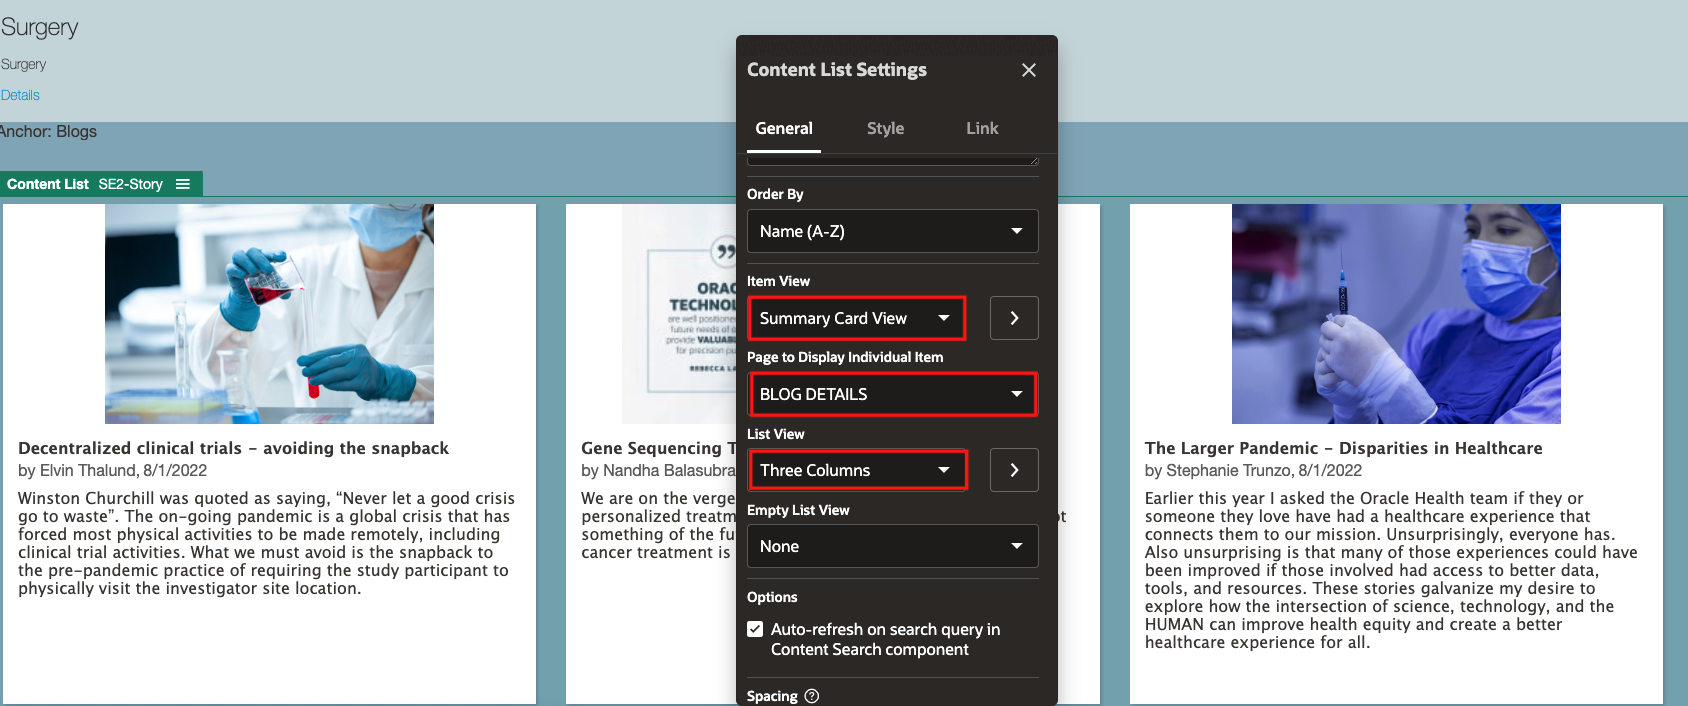 Surgery
Surgery
Details
Anchor: Blogs
Content List SE2-Story
Decentralized clinical trials – avoiding the snapback
by Elvin Thalund, 8/1/2022
Winston Churchill was quoted as saying, “Never let a good crisis
go to waste”. The on-going pandemic is a global crisis that has
forced most physical activities to be made remotely, including
clinical trial activities. What we must avoid is the snapback to
the pre-pandemic practice of requiring the study participant to
physically visit the investigator site location.
”
ORAC
TECHNOL
are well positione
future needs of
provide VALUAB
for precision pu
REBECCA LA
Gene Sequencing T
by Nandha Balasubra
We are on the verge
personalized treatm
something of the fu
cancer treatment is
Content List Settings
General Style Link
Order By
Name (A-Z)
Item View
Summary Card View
Page to Display Individual Item
BLOG DETAILS
List View
Three Columns
Empty List View
None
Options
Auto-refresh on search query in
Content Search component
Spacing ?
The Larger Pandemic – Disparities in Healthcare
by Stephanie Trunzo, 8/1/2022
Earlier this year I asked the Oracle Health team if they or
someone they love have had a healthcare experience that
connects them to our mission. Unsurprisingly, everyone has.
Also unsurprising is that many of those experiences could have
been improved if those involved had access to better data,
tools, and resources. These stories galvanize my desire to
explore how the intersection of science, technology, and the
HUMAN can improve health equity and create a better
healthcare experience for all.